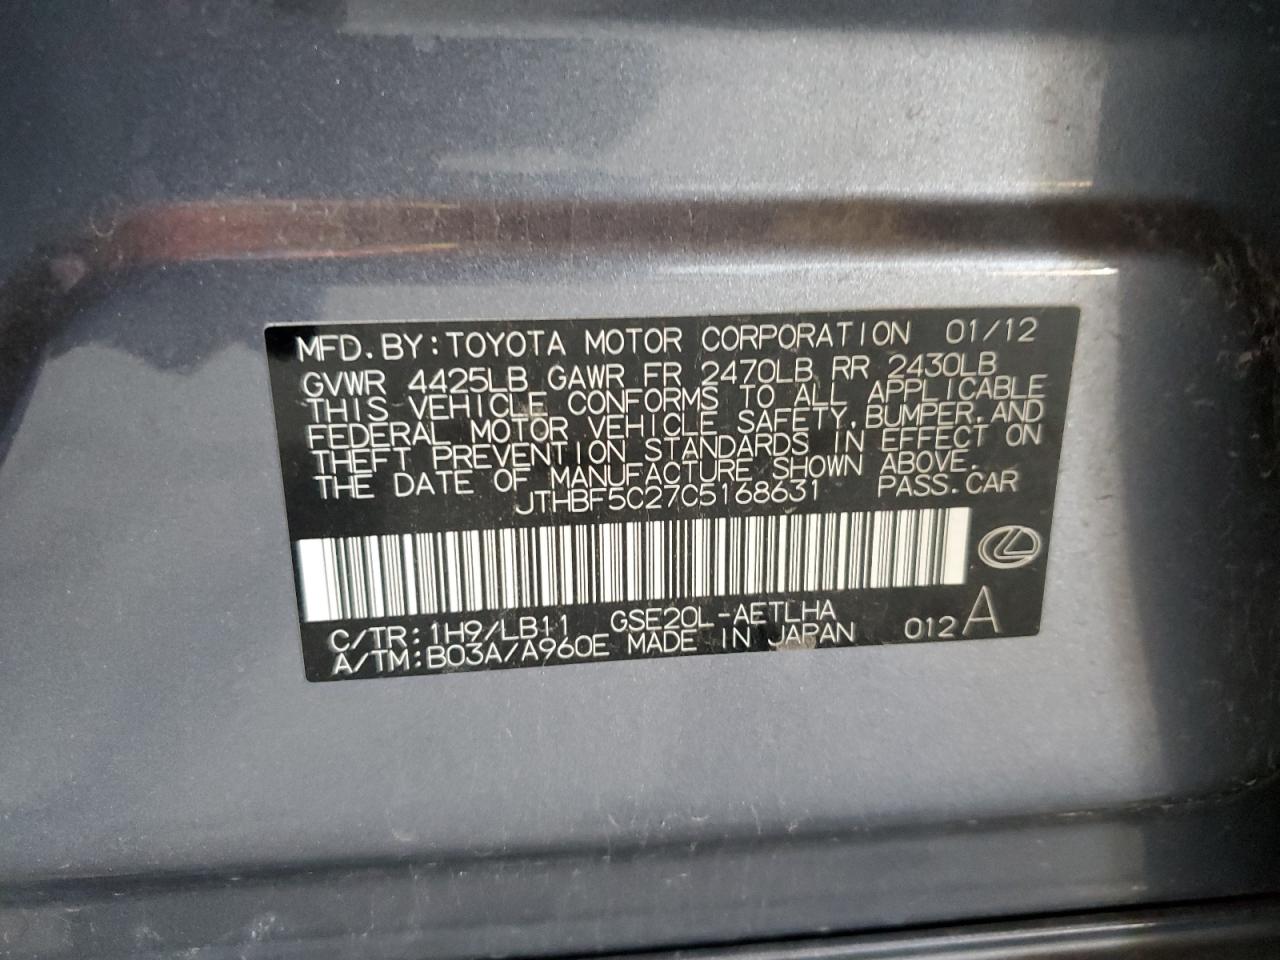 MFD.BY:TOYOTA MOTOR CORPORATION 01/12
GVWR 4425LB GAWR FR 2470LB RR 2430LB
THIS VEHICLE CONFORMS TO ALL APPLICABLE
FEDERAL MOTOR VEHICLE SAFETY,BUMPER,AND
THEFT PREVENTION STANDARDS IN EFFECT ON
THE DATE OF MANUFACTURE SHOWN ABOVE.
JTHBF5C27C5168631 PASS.CAR
C/TR:1H9/LB11 GSE20L-AETLHA
A/TM:B03A/A960E MADE IN JAPAN 012A